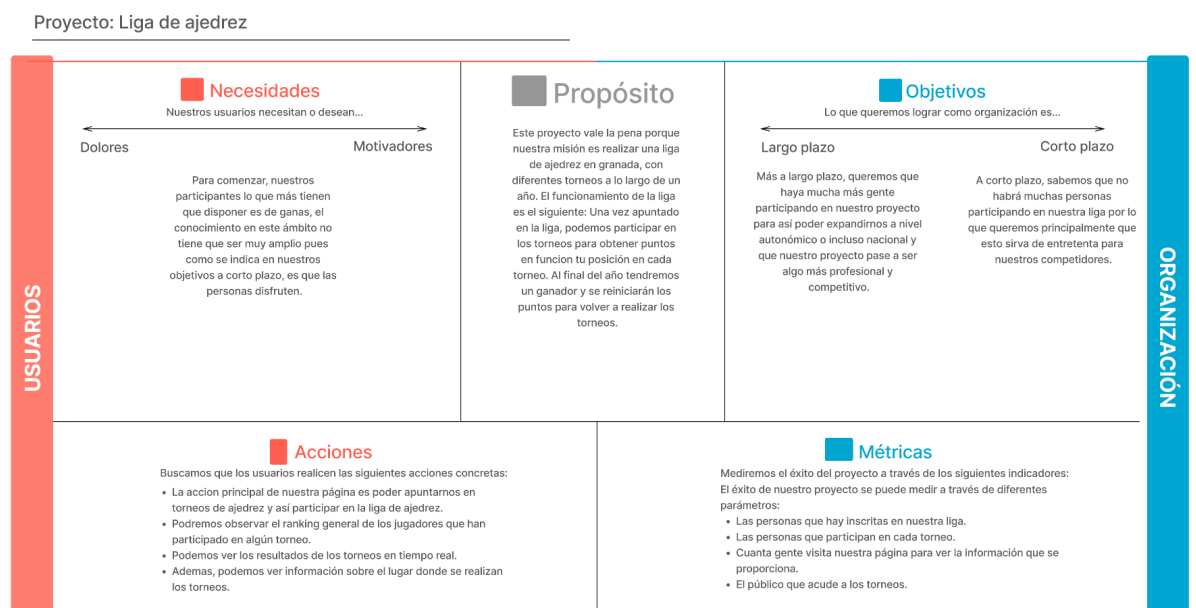 Proyecto: Liga de ajedrez
USUARIOS
Necesidades
Nuestros usuarios necesitan o desean...
Dolores
Motivadores
Para comenzar, nuestros
participantes lo que más tienen
que disponer es de ganas, el
conocimiento en este ámbito no
tiene que ser muy amplio pues
como se indica en nuestros
objetivos a corto plazo, es que las
personas disfruten.
Propósito
Este proyecto vale la pena porque
nuestra misión es realizar una liga
de ajedrez en granada, con
diferentes torneos a lo largo de un
año. El funcionamiento de la liga
es el siguiente: Una vez apuntado
en la liga, podemos participar en
los torneos para obtener puntos
en funcion tu posición en cada
torneo. Al final del año tendremos
un ganador y se reiniciarán los
puntos para volver a realizar los
torneos.
Objetivos
Lo que queremos lograr como organización es...
Largo plazo
Corto plazo
Más a largo plazo, queremos que
haya mucha más gente
participando en nuestro proyecto
para así poder expandirnos a nivel
autonómico o incluso nacional y
que nuestro proyecto pase a ser
algo más profesional y
competitivo.
A corto plazo, sabemos que no
habrá muchas personas
participando en nuestra liga por lo
que queremos principalmente que
esto sirva de entretenta para
nuestros competidores.
ORGANIZACIÓN
Acciones
Buscamos que los usuarios realicen las siguientes acciones concretas:
• La accion principal de nuestra página es poder apuntarnos en
torneos de ajedrez y así participar en la liga de ajedrez.
• Podremos observar el ranking general de los jugadores que han
participado en algún torneo.
• Podemos ver los resultados de los torneos en tiempo real.
• Ademas, podemos ver información sobre el lugar donde se realizan
los torneos.
Métricas
Mediremos el éxito del proyecto a través de los siguientes indicadores:
El éxito de nuestro proyecto se puede medir a través de diferentes
parámetros:
• Las personas que hay inscritas en nuestra liga.
• Las personas que participan en cada torneo.
• Cuanta gente visita nuestra página para ver la información que se
proporciona.
• El público que acude a los torneos.